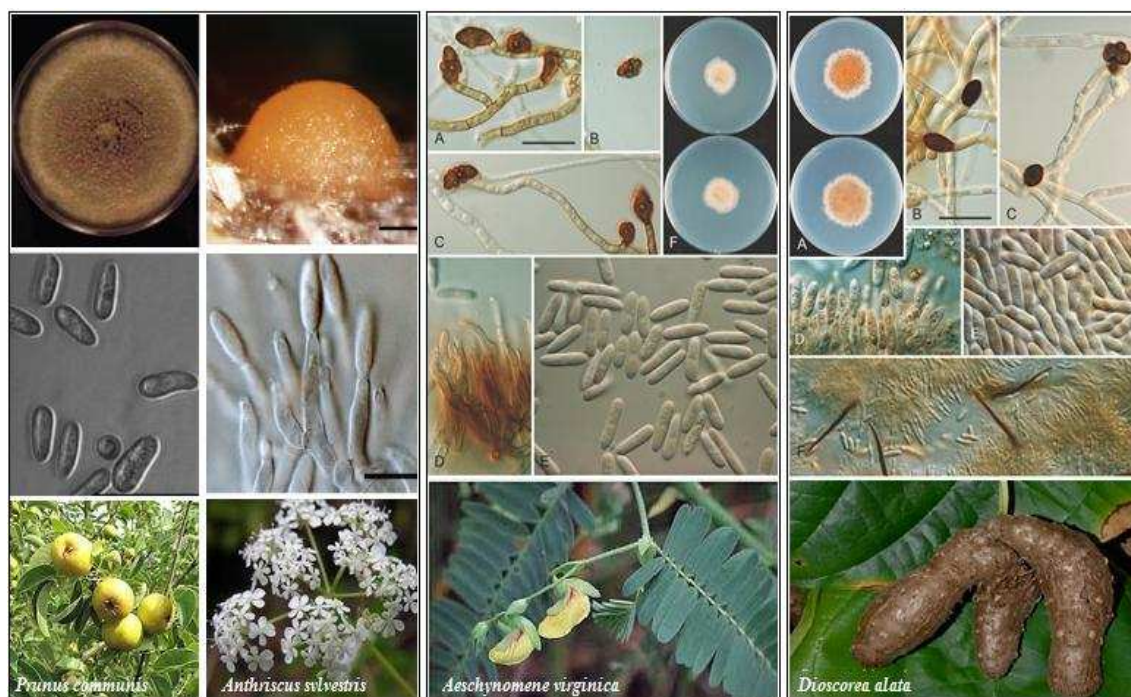 A
B
C
F
D
E
B
C
A
D
E
F
Prunus communis
Anthriscus sylvestris
Aeschynomene virginica
Dioscorea alata